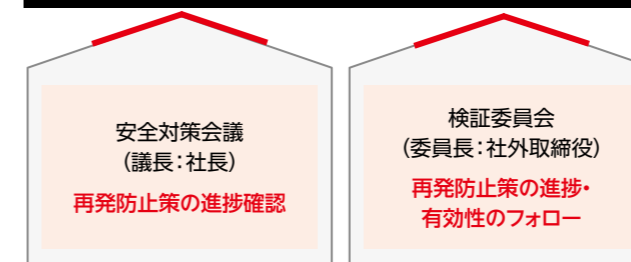 安全対策会議
(議長：社長)
再発防止策の進捗確認
検証委員会
(委員長：社外取締役)
再発防止策の進捗・
有効性のフォロー